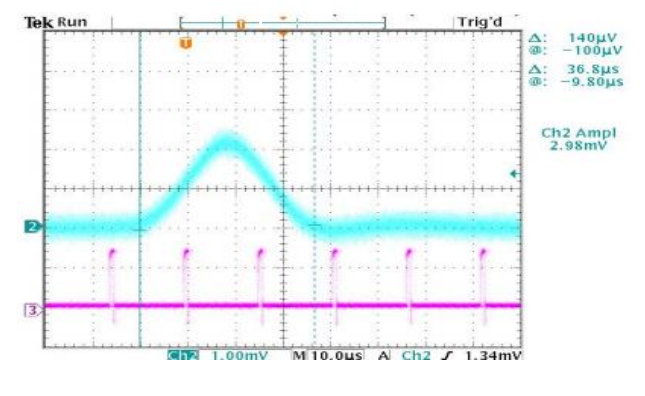 Tek Run Trig'd
T
T
Δ: 140µV
@: −100µV
Δ: 36.8µs
@: −9.80µs
Ch2 Ampl
2.98mV
2
3
Ch2 1.00mV M 10.0µs A Ch2 ƒ 1.34mV